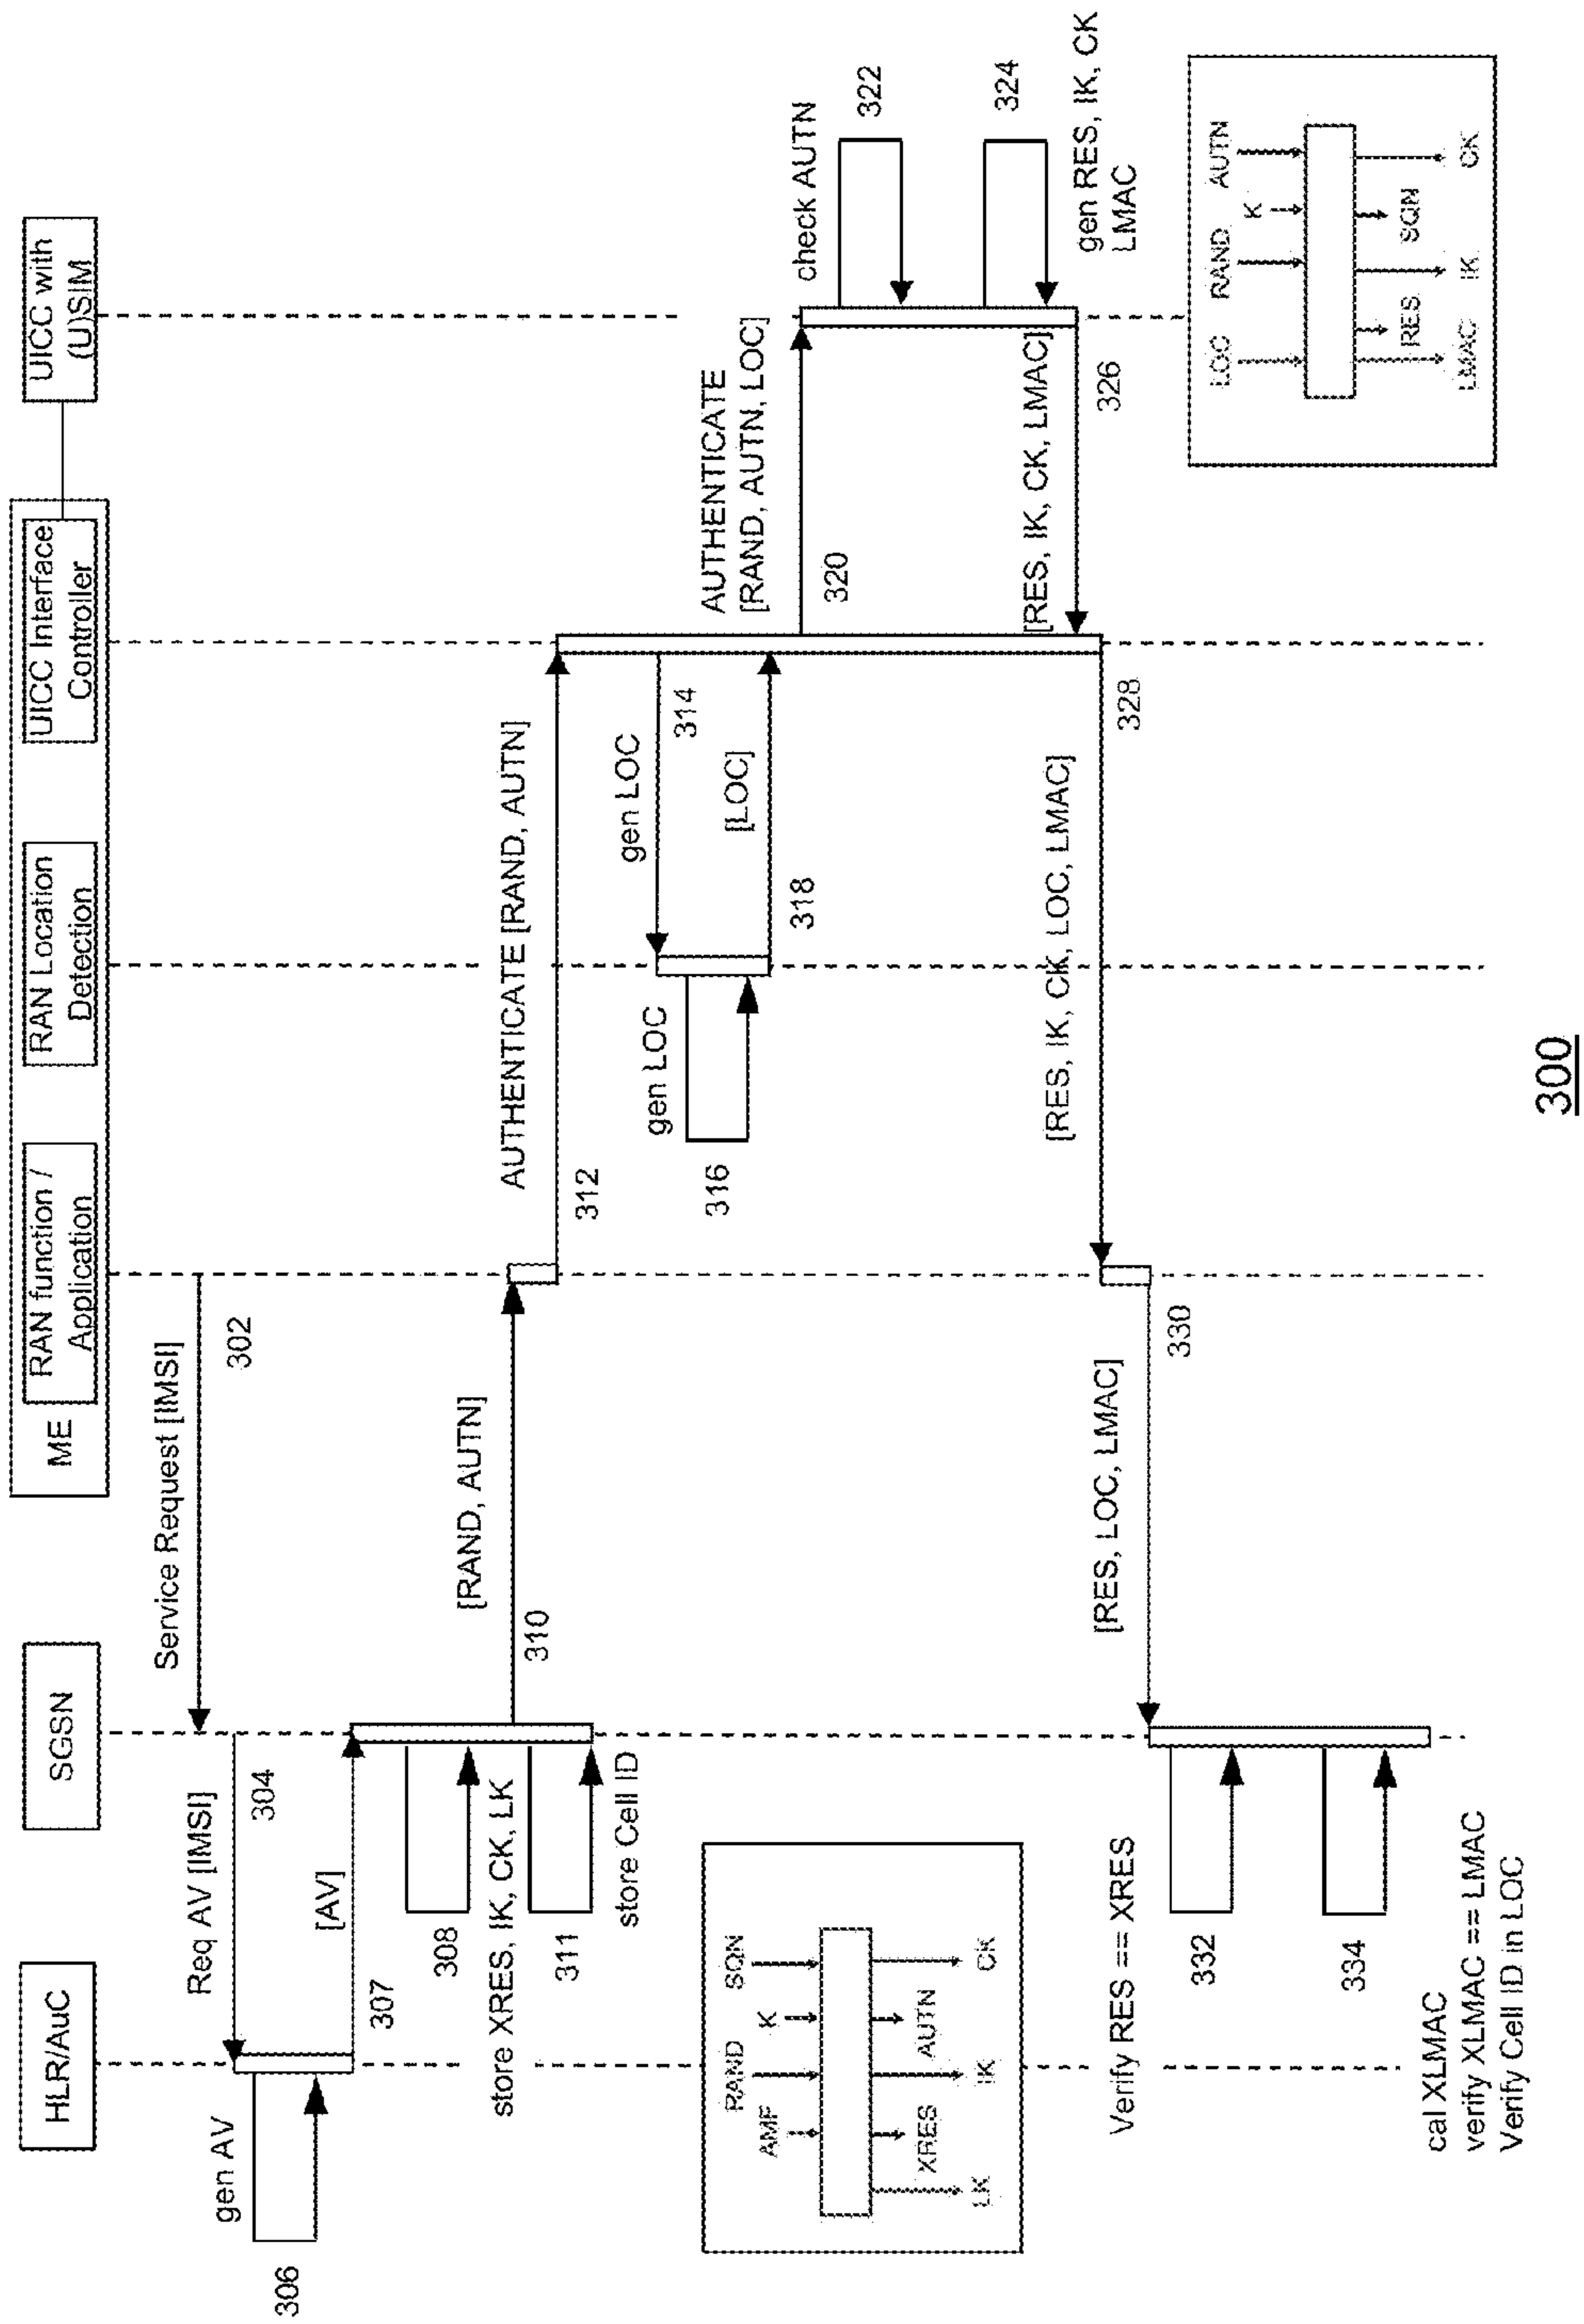 HLR/AuC
SGSN
ME
RAN function /
Application
RAN Location
Detection
UICC Interface
Controller
UICC with
(U)SIM
Service Request [IMSI]
302
Req AV [IMSI]
304
gen AV
306
[AV]
307
308
store XRES, IK, CK, LK
[RAND, AUTN]
310
311
store Cell ID
AUTHENTICATE [RAND, AUTN]
312
gen LOC
314
gen LOC
316
[LOC]
318
AUTHENTICATE
[RAND, AUTN, LOC]
320
check AUTN
322
324
gen RES, IK, CK
LMAC
[RES, IK, CK, LMAC]
326
[RES, IK, CK, LOC, LMAC]
328
[RES, LOC, LMAC]
330
Verify RES == XRES
332
334
cal XLMAC
verify XLMAC == LMAC
Verify Cell ID in LOC
AMF RAND K SQN
LK XRES IK AUTN CK
LOC RAND K AUTN
LMAC RES IK SQN CK
300